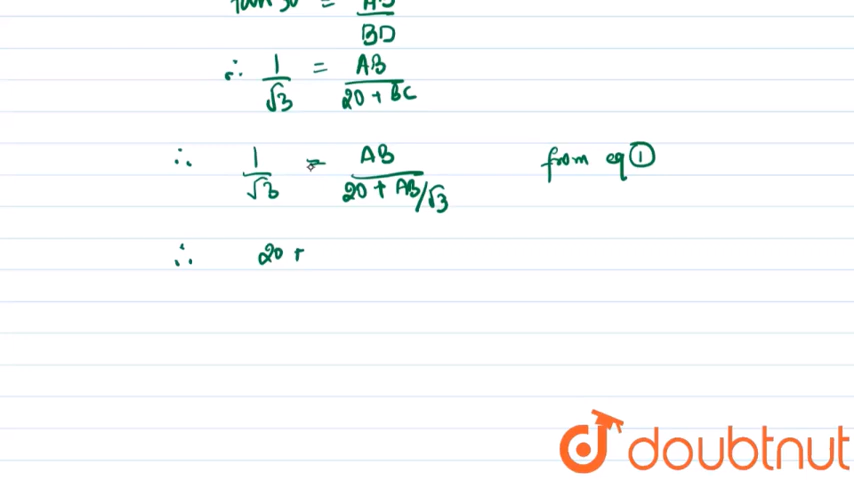 tan 30 = AB/BD
∴ 1/√3 = AB/(20 + BC)
∴ 1/√3 = AB/(20 + AB/√3) from eq ①
∴ 20 +
doubtnut